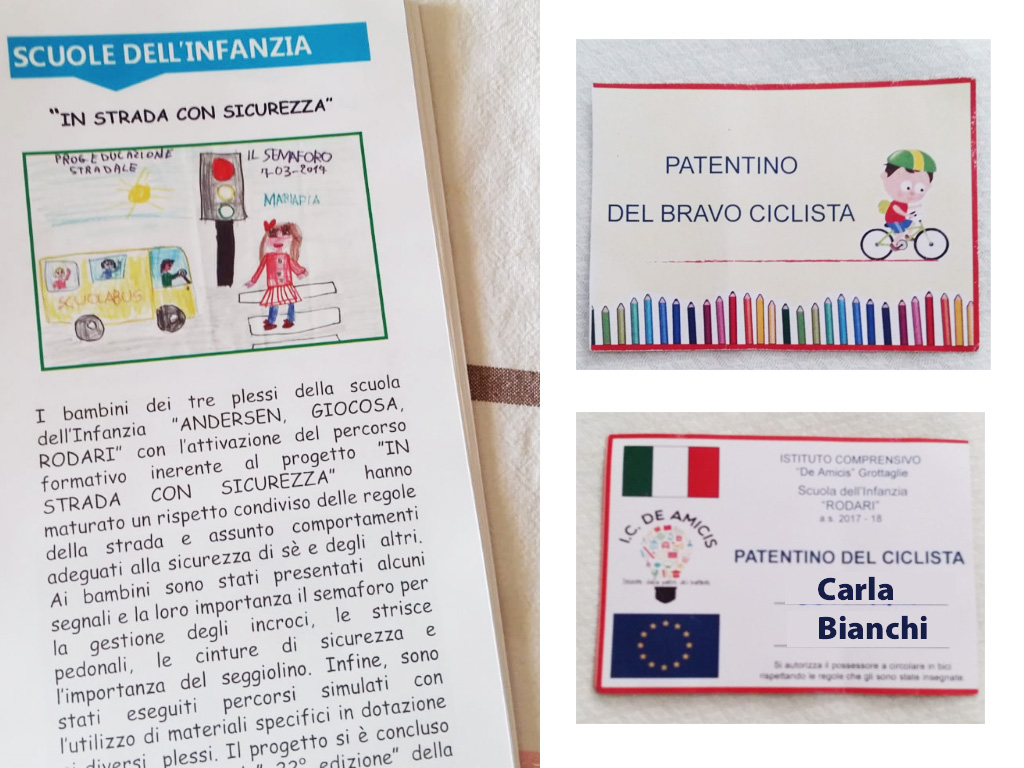 SCUOLE DELL'INFANZIA
"IN STRADA CON SICUREZZA"
PROG. EDUCAZIONE
STRADALE
IL SEMAFORO
7-03-2017
MARIAPIA
SCUOLABUS
I bambini dei tre plessi della scuola
dell'Infanzia "ANDERSEN, GIOCOSA,
RODARI" con l'attivazione del percorso
formativo inerente al progetto "IN
STRADA CON SICUREZZA" hanno
maturato un rispetto condiviso delle regole
della strada e assunto comportamenti
adeguati alla sicurezza di sè e degli altri.
Ai bambini sono stati presentati alcuni
segnali e la loro importanza il semaforo per
la gestione degli incroci, le strisce
pedonali, le cinture di sicurezza e
l'importanza del seggiolino. Infine, sono
stati eseguiti percorsi simulati con
l'utilizzo di materiali specifici in dotazione
diversi plessi. Il progetto si è concluso
22° edizione" della
PATENTINO
DEL BRAVO CICLISTA
ISTITUTO COMPRENSIVO
"De Amicis" Grottaglie
Scuola dell'Infanzia
"RODARI"
a.s. 2017 - 18
I.C. DE AMICIS
PATENTINO DEL CICLISTA
Carla
Bianchi
Si autorizza il possessore a circolare in bici
rispettando le regole che gli sono state insegnate.